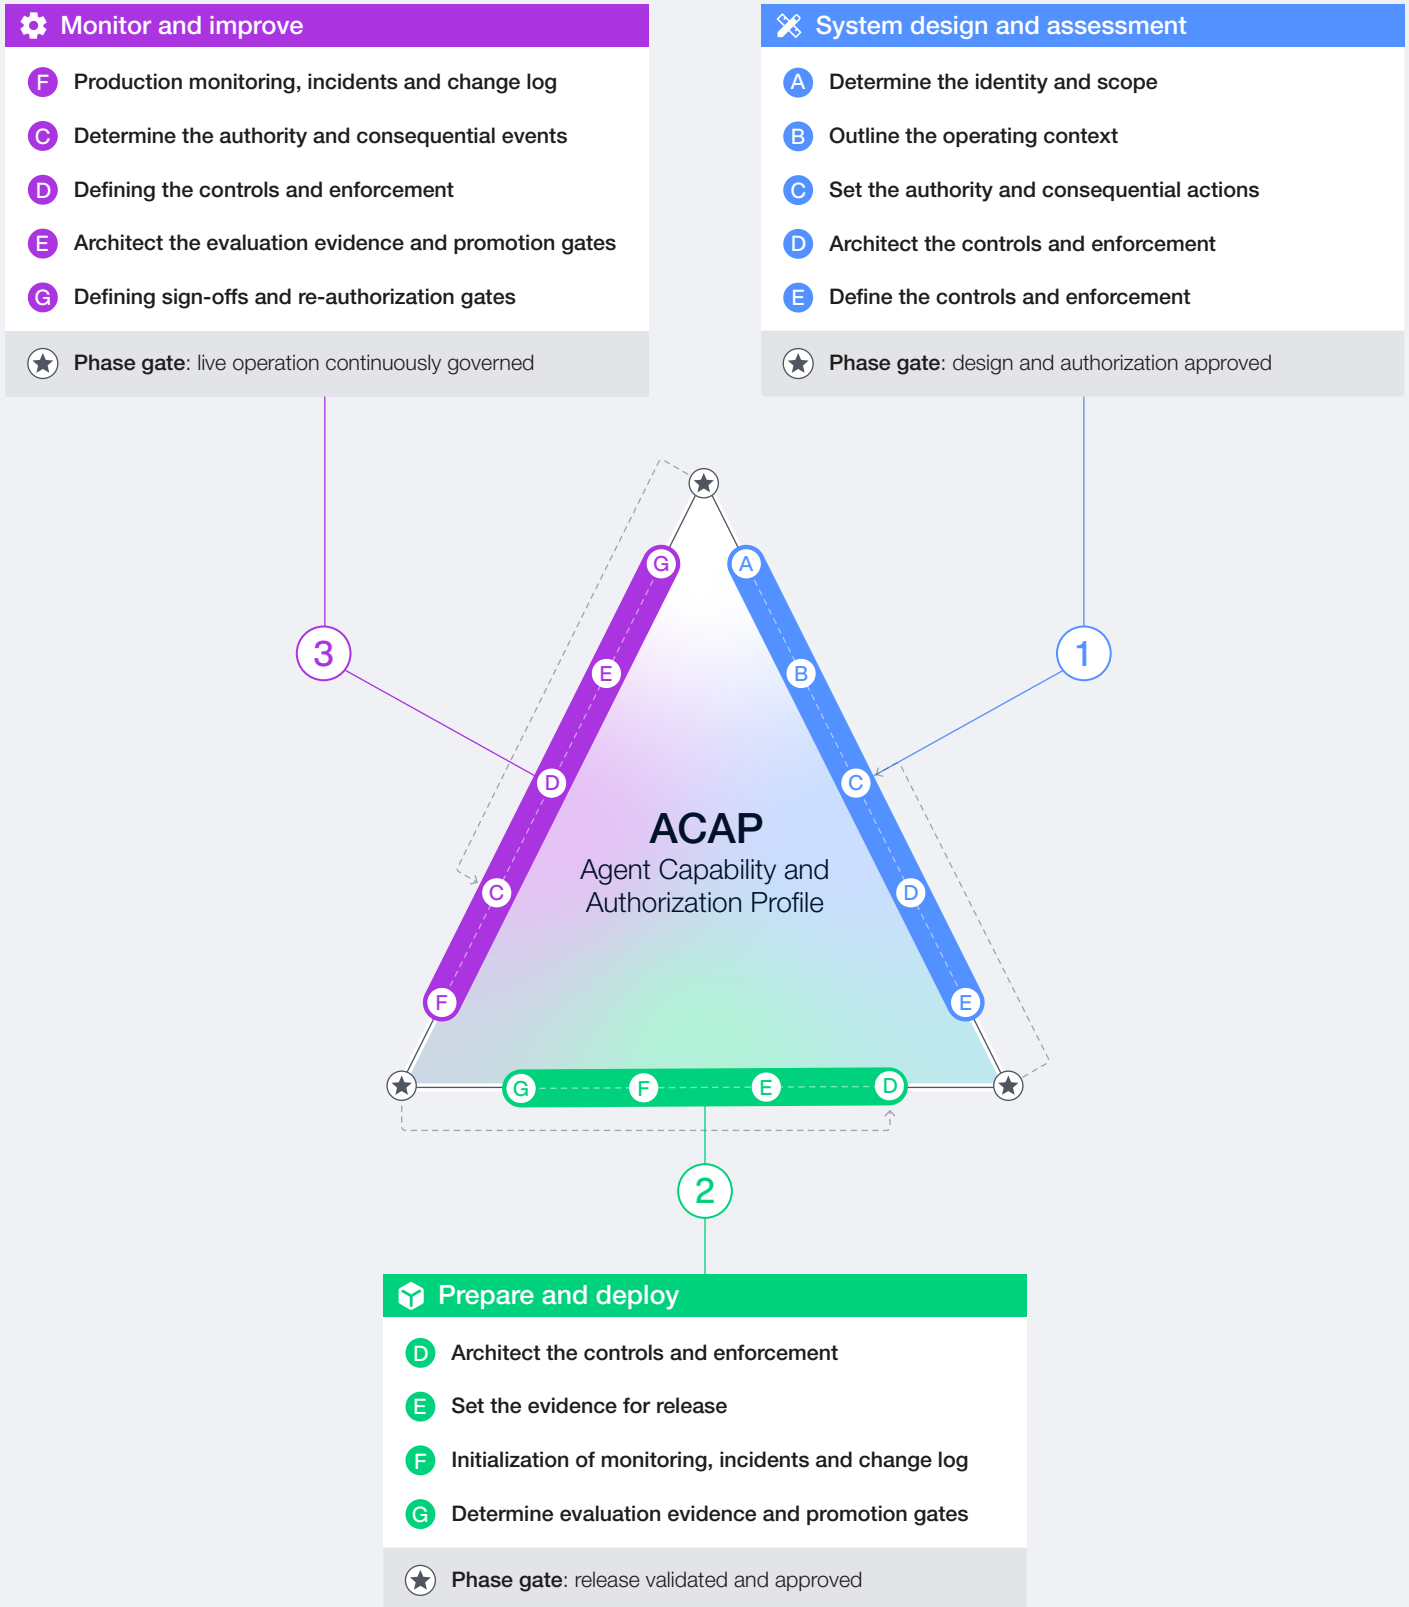 Monitor and improve
F Production monitoring, incidents and change log
C Determine the authority and consequential events
D Defining the controls and enforcement
E Architect the evaluation evidence and promotion gates
G Defining sign-offs and re-authorization gates
Phase gate: live operation continuously governed
System design and assessment
A Determine the identity and scope
B Outline the operating context
C Set the authority and consequential actions
D Architect the controls and enforcement
E Define the controls and enforcement
Phase gate: design and authorization approved
G
A
3
1
E
B
D
C
ACAP
Agent Capability and
Authorization Profile
C
D
F
E
G F E D
2
Prepare and deploy
D Architect the controls and enforcement
E Set the evidence for release
F Initialization of monitoring, incidents and change log
G Determine evaluation evidence and promotion gates
Phase gate: release validated and approved